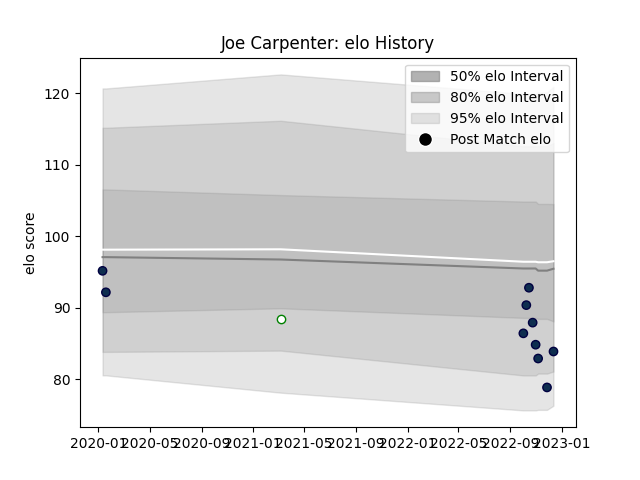 Joe Carpenter: elo History
50% elo Interval
80% elo Interval
95% elo Interval
Post Match elo
120
110
100
90
80
elo score
2020-01 2020-05 2020-09 2021-01 2021-05 2021-09 2022-01 2022-05 2022-09 2023-01